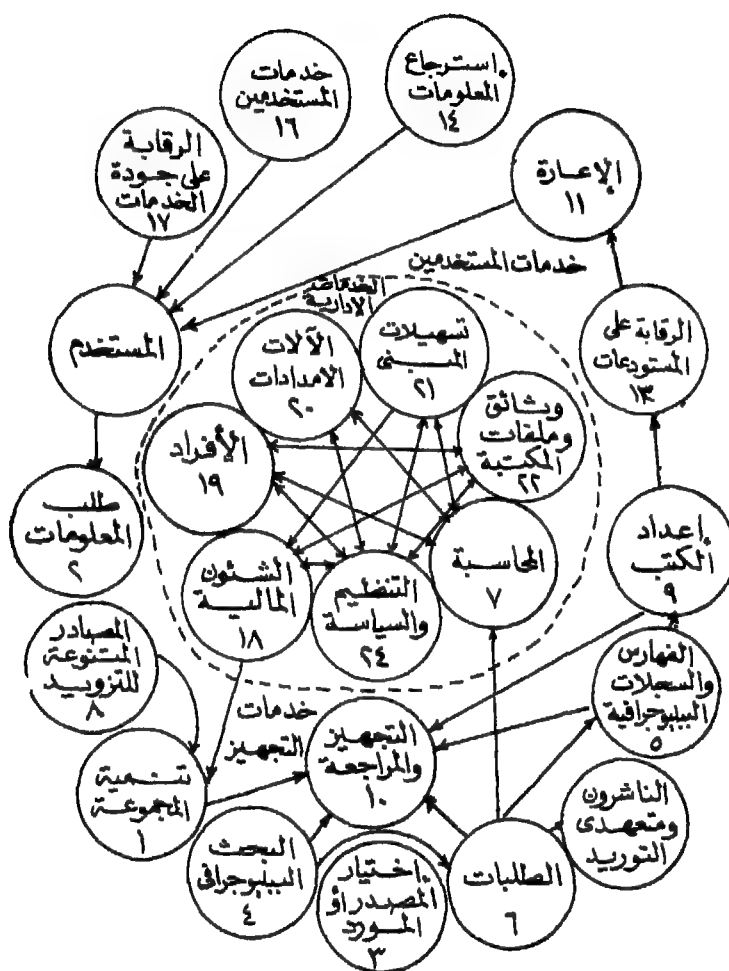 إسترجاع
المعلومات
١٤
خدمات
المستخدمين
١٦
الرقابة
على جودة
الخدمات
١٧
الإعارة
١١
خدمات المستخدمين
الخدمات
الادارية
المستخدم
تسهيلات
المبنى
٢١
الآلات
الامدادات
٢٠
الرقابة على
المستودعات
١٣
وثائق
وملفات
المكتبة
٢٢
الأفراد
١٩
طلب
المعلومات
٢
إعداد
الكتب
٩
المحاسبة
٧
الشئون
المالية
١٨
التنظيم
والسياسة
٢٤
المصادر
المتنوعة
للتزويد
٨
الفهارس
والسجلات
الببليوجرافية
٥
خدمات
التجهيز
التجهيز
والمراجعة
١٠
تنمية
المجموعة
١
الناشرون
ومتعهدى
التوريد
البحث
الببليوجرافى
٤
إختيار
المصدر أو
المورد
٣
الطلبات
٦